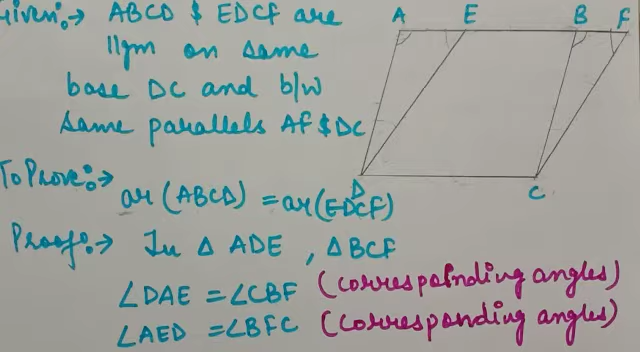 Given:→ ABCD & EDCF are
||gm on same
base DC and b/w
same parallels AF & DC
A E B F
D C
To Prove:→
ar (ABCD) = ar(EDCF)
Proof:→ In Δ ADE , Δ BCF
∠DAE = ∠CBF (corresponding angles)
∠AED = ∠BFC (corresponding angles)